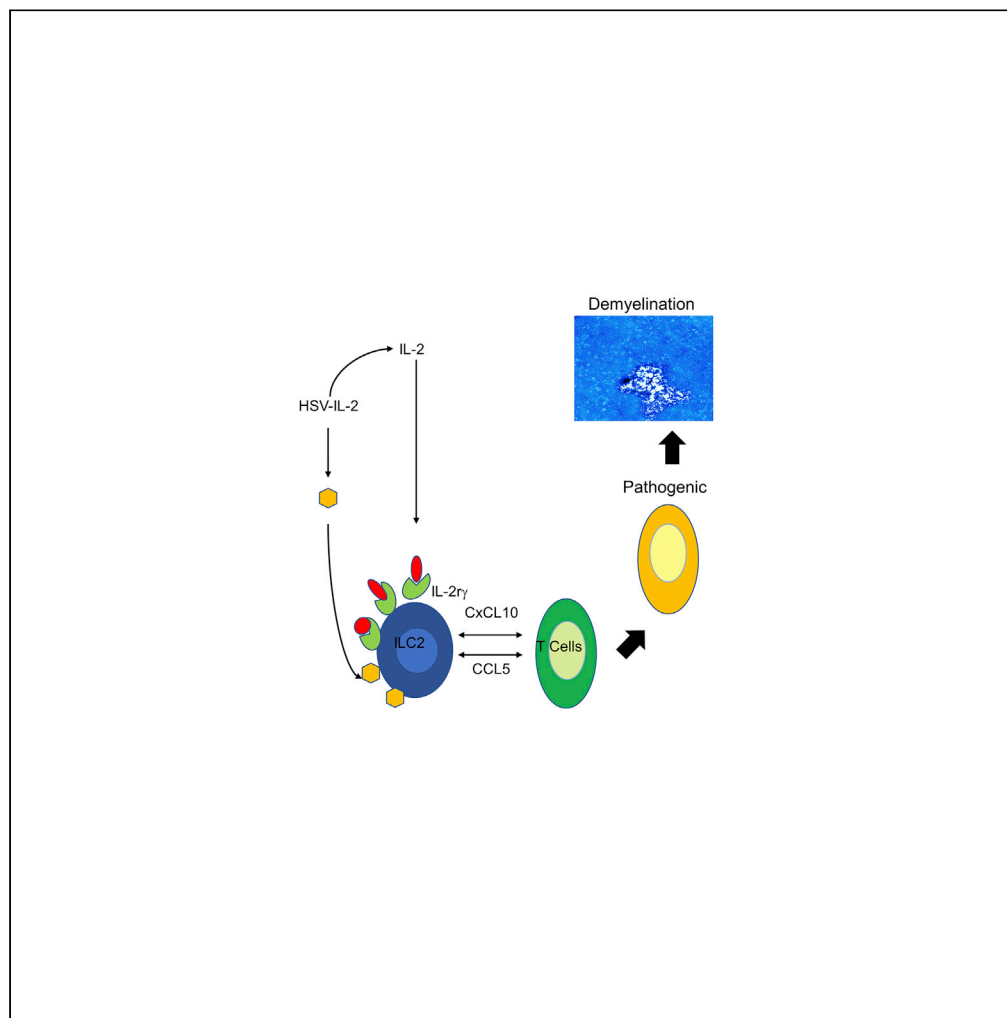 Demyelination
IL-2
HSV-IL-2
Pathogenic
IL-2rγ
CxCL10
ILC2
T Cells
CCL5